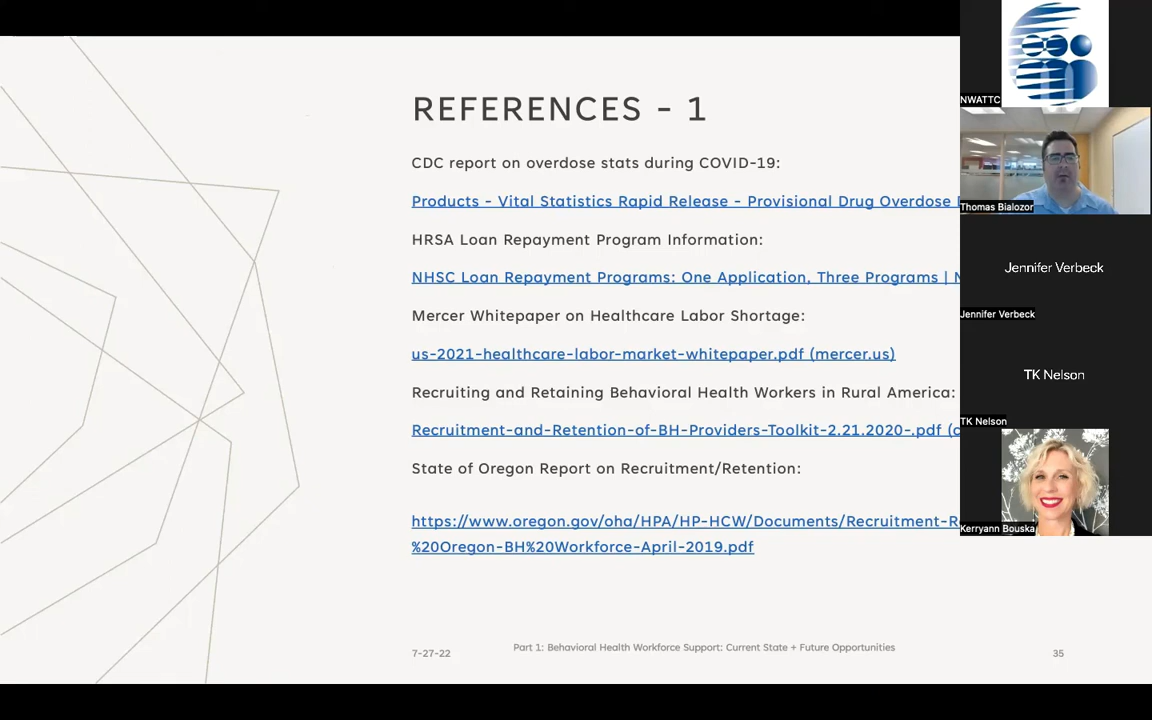 REFERENCES - 1
CDC report on overdose stats during COVID-19:
Products - Vital Statistics Rapid Release - Provisional Drug Overdose
HRSA Loan Repayment Program Information:
NHSC Loan Repayment Programs: One Application, Three Programs |
Mercer Whitepaper on Healthcare Labor Shortage:
us-2021-healthcare-labor-market-whitepaper.pdf (mercer.us)
Recruiting and Retaining Behavioral Health Workers in Rural America:
Recruitment-and-Retention-of-BH-Providers-Toolkit-2.21.2020-.pdf
State of Oregon Report on Recruitment/Retention:
https://www.oregon.gov/oha/HPA/HP-HCW/Documents/Recruitment-R
%20Oregon-BH%20Workforce-April-2019.pdf
7-27-22
Part 1: Behavioral Health Workforce Support: Current State + Future Opportunities
35
NWATTC
Thomas Bialozor
Jennifer Verbeck
Jennifer Verbeck
TK Nelson
TK Nelson
Kerryann Bouska